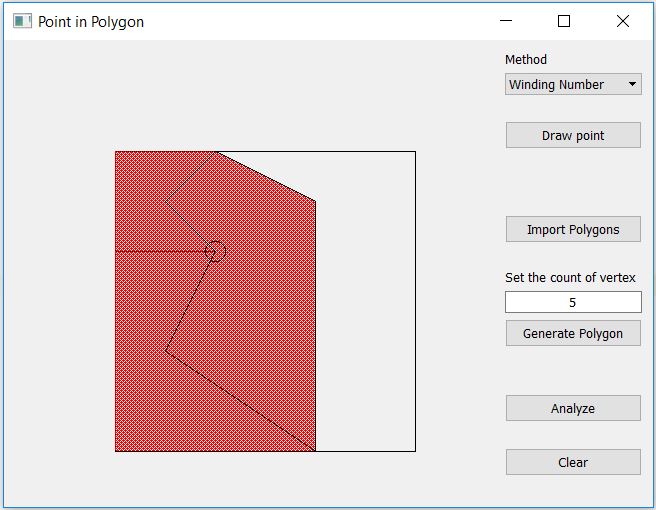 Point in Polygon
Method
Winding Number
Draw point
Import Polygons
Set the count of vertex
5
Generate Polygon
Analyze
Clear